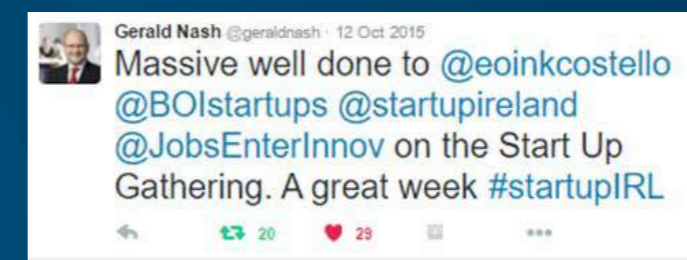 Gerald Nash @geraldnash · 12 Oct 2015
Massive well done to @eoinkcostello
@BOIstartups @startupireland
@JobsEnterInnov on the Start Up
Gathering. A great week #startupIRL
20 29